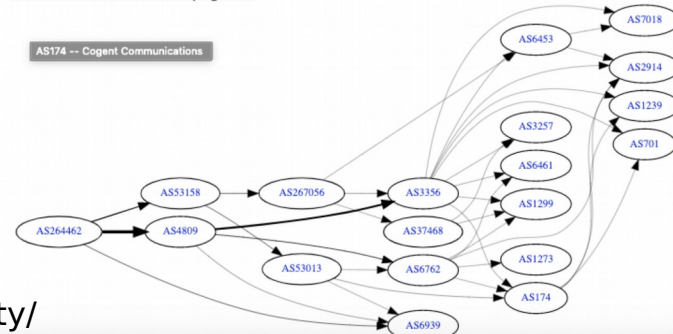 AS174 -- Cogent Communications
AS7018
AS6453
AS2914
AS1239
AS3257
AS701
AS6461
AS53158
AS267056
AS3356
AS1299
AS264462
AS4809
AS37468
AS53013
AS6762
AS1273
AS174
AS6939
ty/